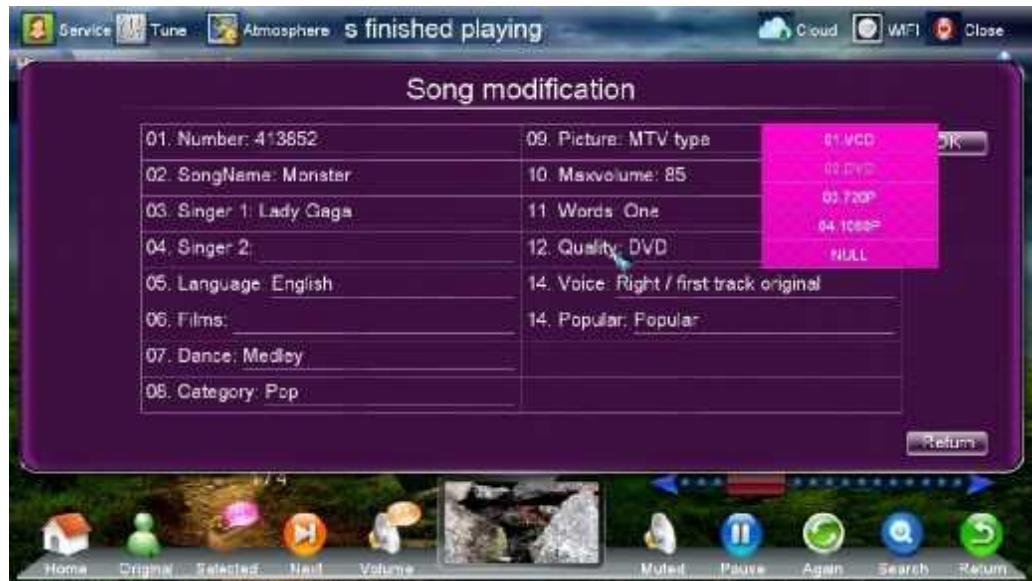 Service Tune Atmosphere s finished playing Cloud WIFI Close
Song modification
01. Number: 413852
02. SongName: Monster
03. Singer 1: Lady Gaga
04. Singer 2:
05. Language: English
06. Films:
07. Dance: Medley
08. Category: Pop
09. Picture: MTV type
10. Maxvolume: 85
11 Words One
12. Quality: DVD
14. Voice: Right / first track original
14. Popular: Popular
01.VCD
02.DVD
03.720P
04.1080P
NULL
OK
Return
Home Original Selected Next Volume Muted Pause Again Search Return